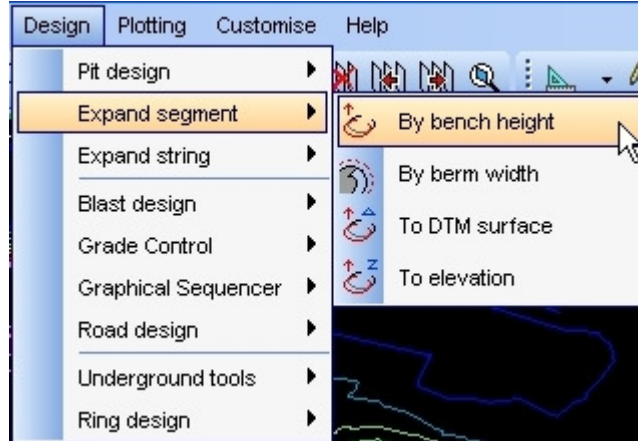 Design Plotting Customise Help
Pit design
Expand segment
Expand string
Blast design
Grade Control
Graphical Sequencer
Road design
Underground tools
Ring design
By bench height
By berm width
To DTM surface
To elevation